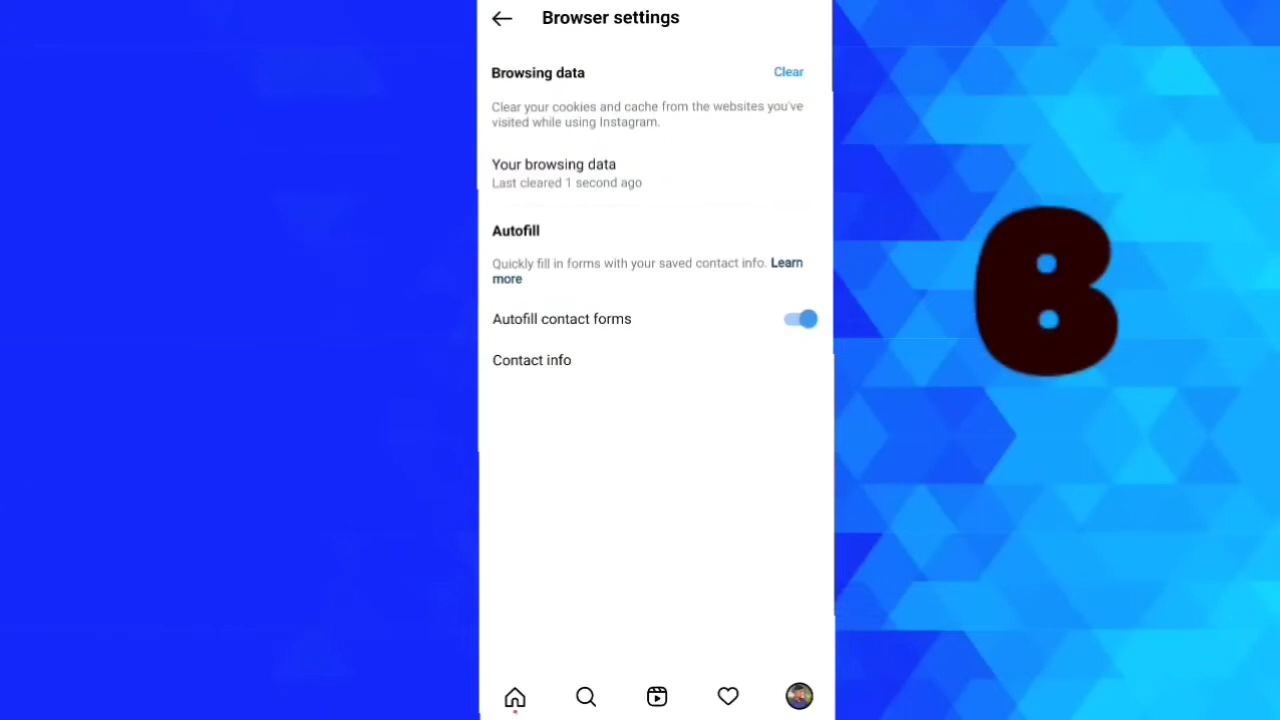 Browser settings
Browsing data
Clear
Clear your cookies and cache from the websites you've
visited while using Instagram.
Your browsing data
Last cleared 1 second ago
Autofill
Quickly fill in forms with your saved contact info. Learn
more
Autofill contact forms
Contact info
B